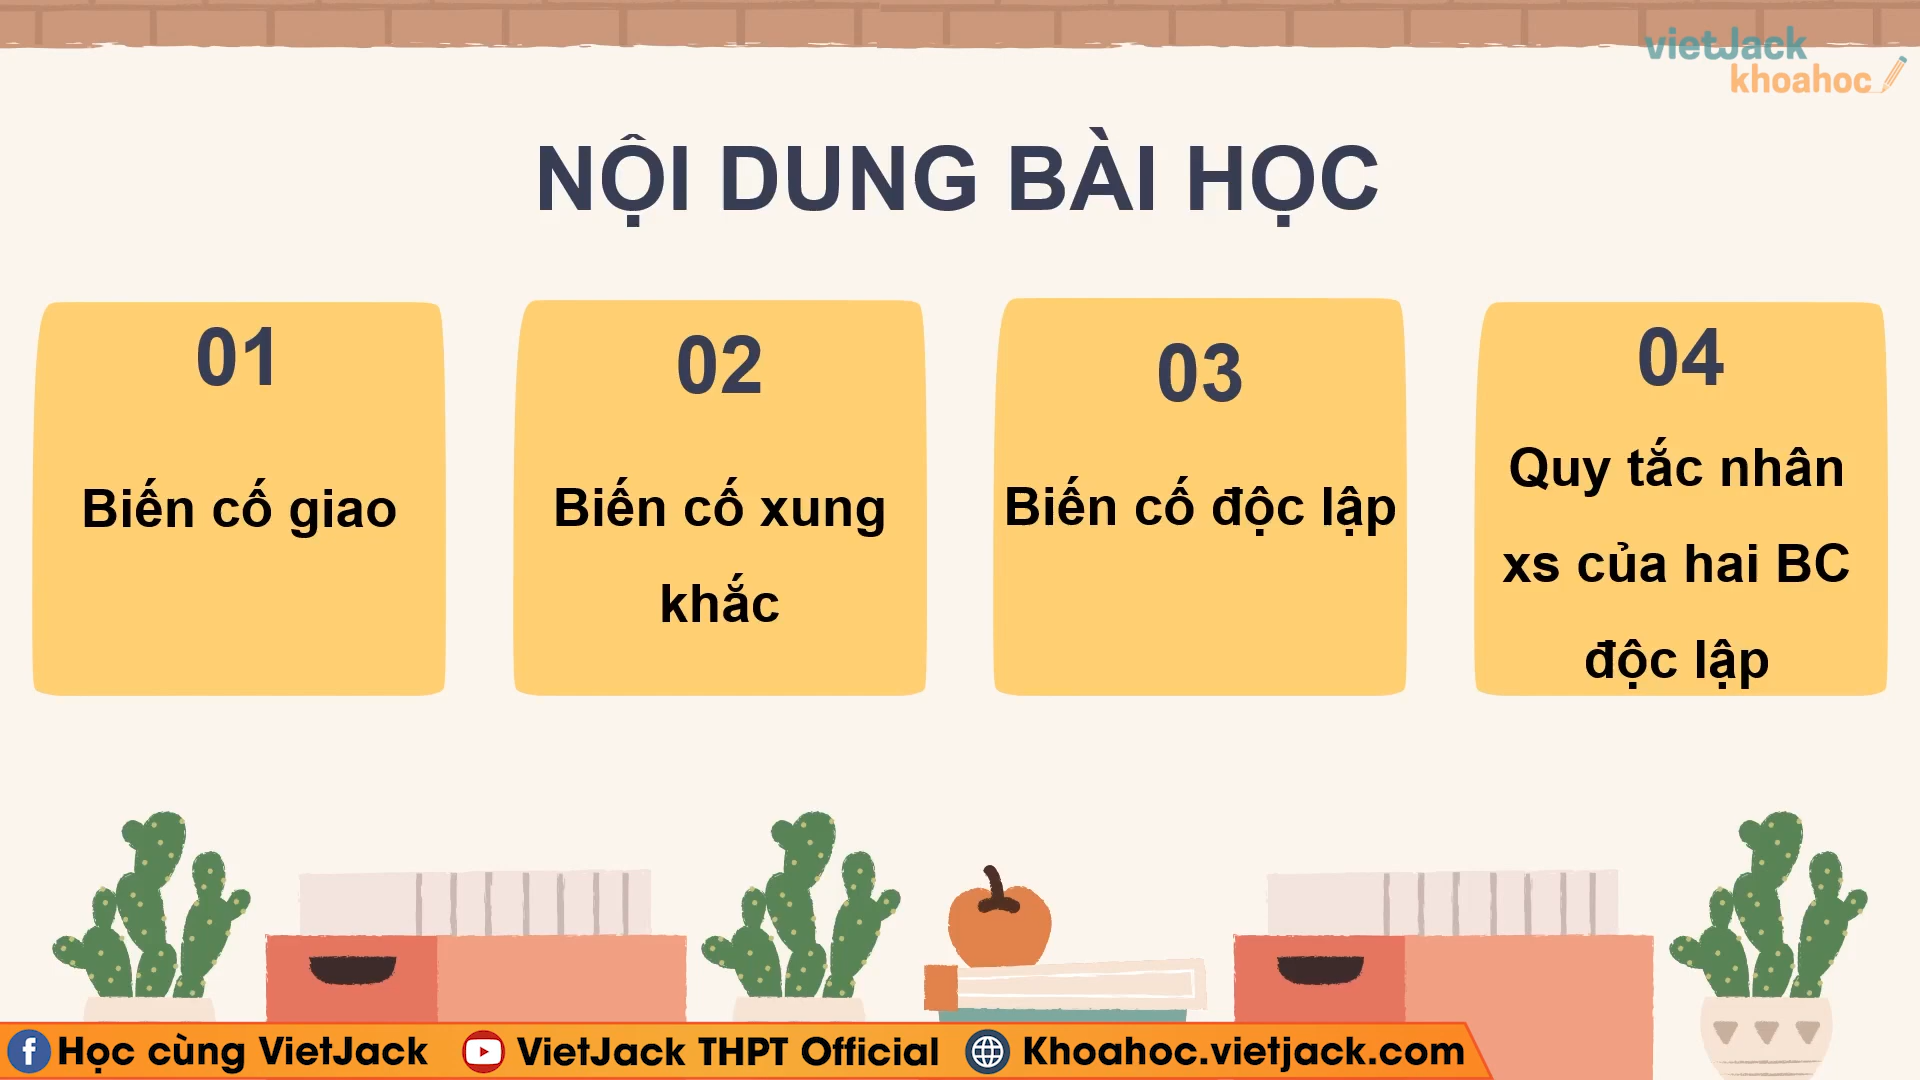 vietJack
khoahoc
NỘI DUNG BÀI HỌC
01
Biến cố giao
02
Biến cố xung
khắc
03
Biến cố độc lập
04
Quy tắc nhân
xs của hai BC
độc lập
Học cùng VietJack
VietJack THPT Official
Khoahoc.vietjack.com